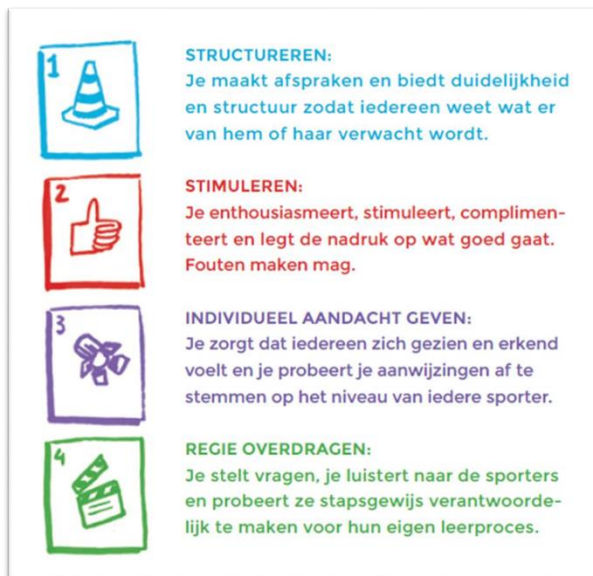 1
STRUCTUREREN:
Je maakt afspraken en biedt duidelijkheid
en structuur zodat iedereen weet wat er
van hem of haar verwacht wordt.
2
STIMULEREN:
Je enthousiasmeert, stimuleert, complimen-
teert en legt de nadruk op wat goed gaat.
Fouten maken mag.
3
INDIVIDUEEL AANDACHT GEVEN:
Je zorgt dat iedereen zich gezien en erkend
voelt en je probeert je aanwijzingen af te
stemmen op het niveau van iedere sporter.
4
REGIE OVERDRAGEN:
Je stelt vragen, je luistert naar de sporters
en probeert ze stapsgewijs verantwoorde-
lijk te maken voor hun eigen leerproces.